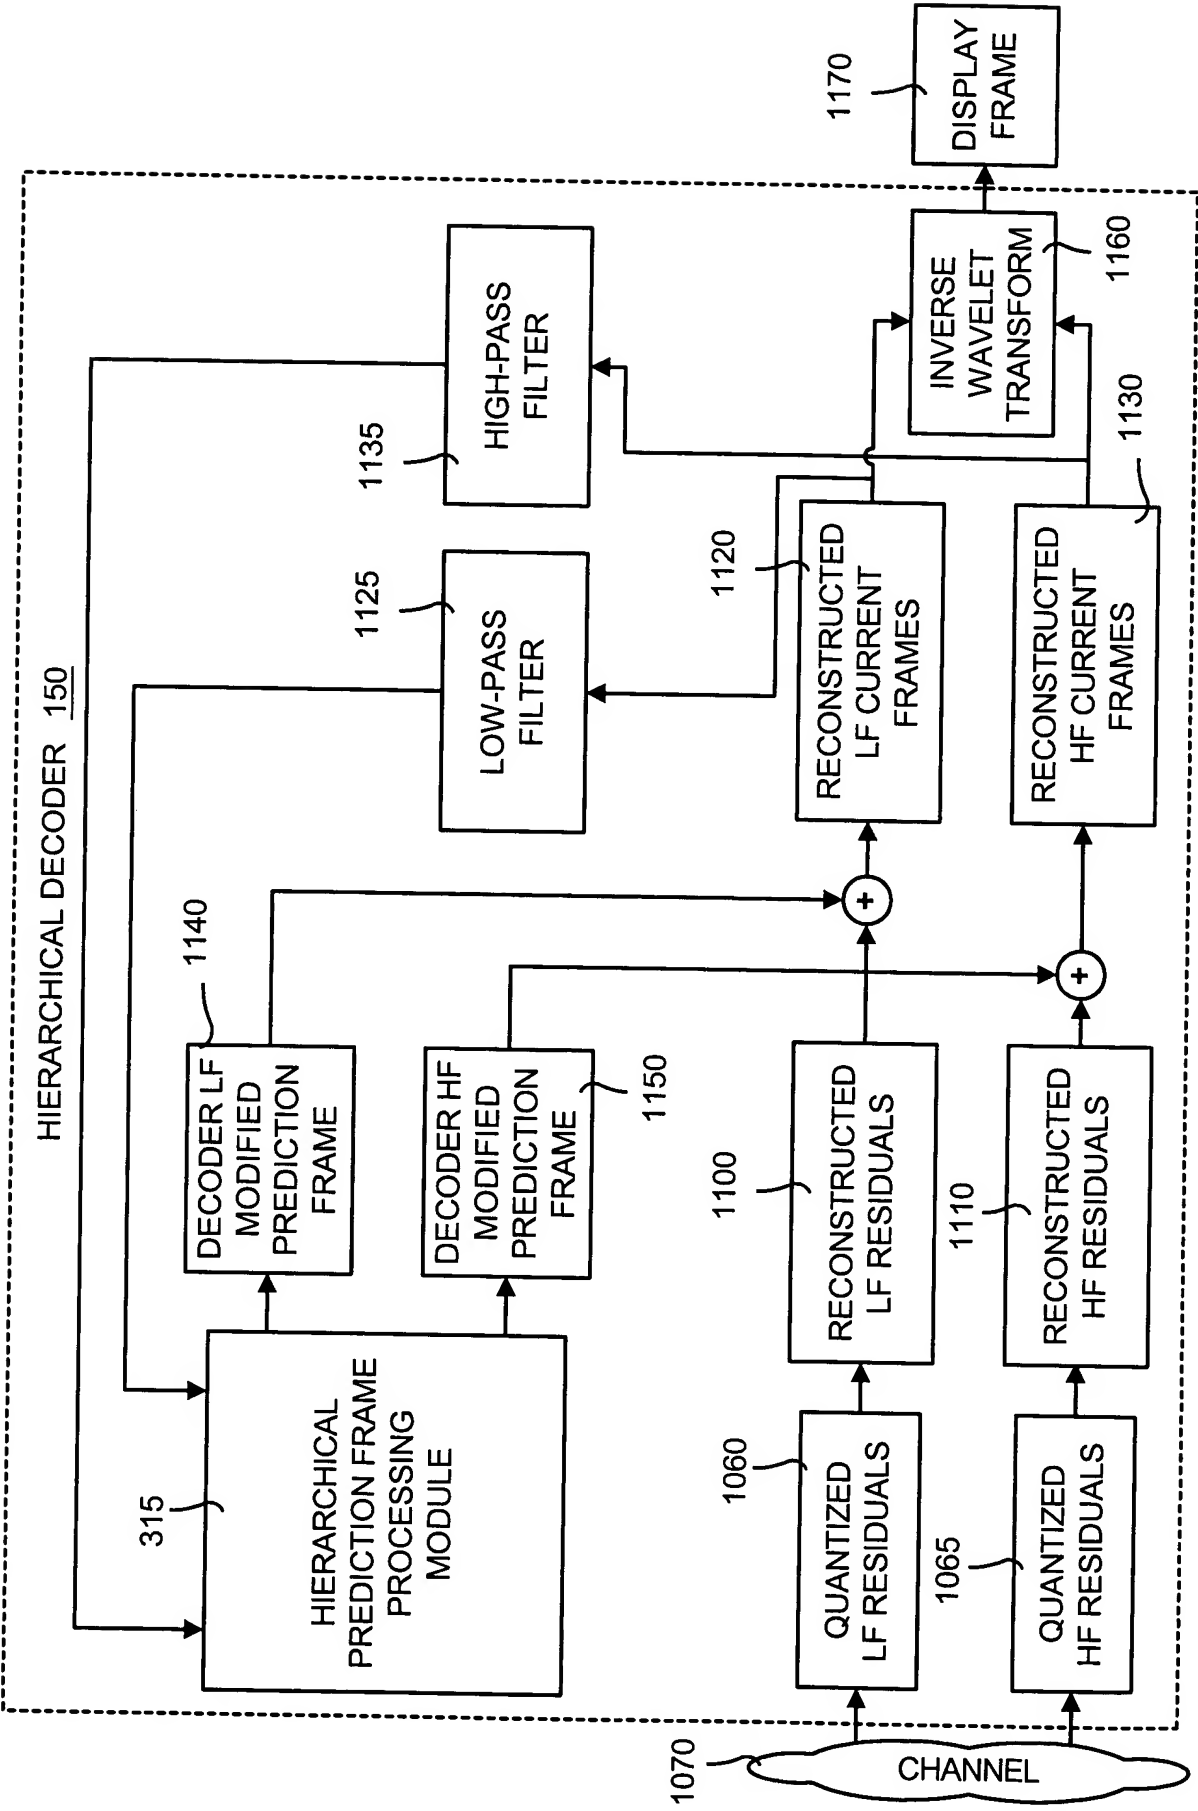 HIERARCHICAL DECODER 150
315
HIERARCHICAL
PREDICTION FRAME
PROCESSING
MODULE
DECODER LF
MODIFIED
PREDICTION
FRAME
1140
DECODER HF
MODIFIED
PREDICTION
FRAME
1150
1125
LOW-PASS
FILTER
1135
HIGH-PASS
FILTER
1070
CHANNEL
1060
QUANTIZED
LF RESIDUALS
1065
QUANTIZED
HF RESIDUALS
1100
RECONSTRUCTED
LF RESIDUALS
1110
RECONSTRUCTED
HF RESIDUALS
+
+
1120
RECONSTRUCTED
LF CURRENT
FRAMES
RECONSTRUCTED
HF CURRENT
FRAMES
1130
INVERSE
WAVELET
TRANSFORM
1160
1170
DISPLAY
FRAME